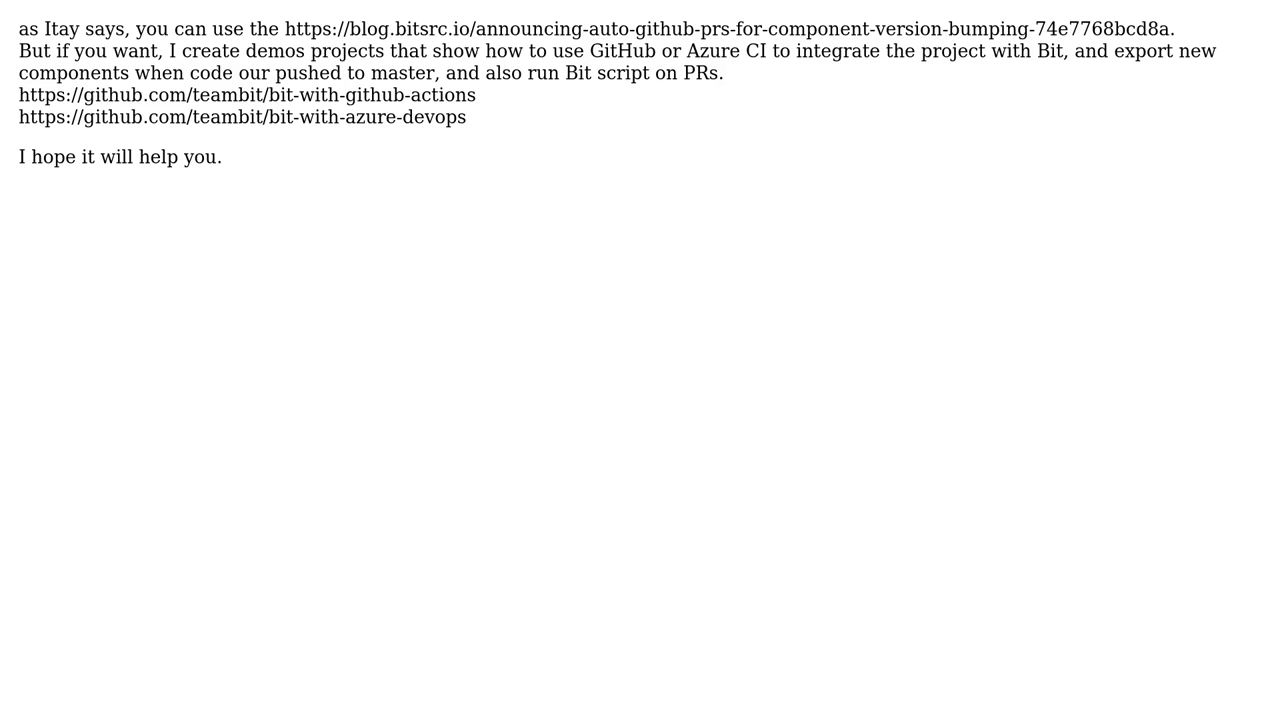 as Itay says, you can use the https://blog.bitsrc.io/announcing-auto-github-prs-for-component-version-bumping-74e7768bcd8a.
But if you want, I create demos projects that show how to use GitHub or Azure CI to integrate the project with Bit, and export new
components when code our pushed to master, and also run Bit script on PRs.
https://github.com/teambit/bit-with-github-actions
https://github.com/teambit/bit-with-azure-devops
I hope it will help you.